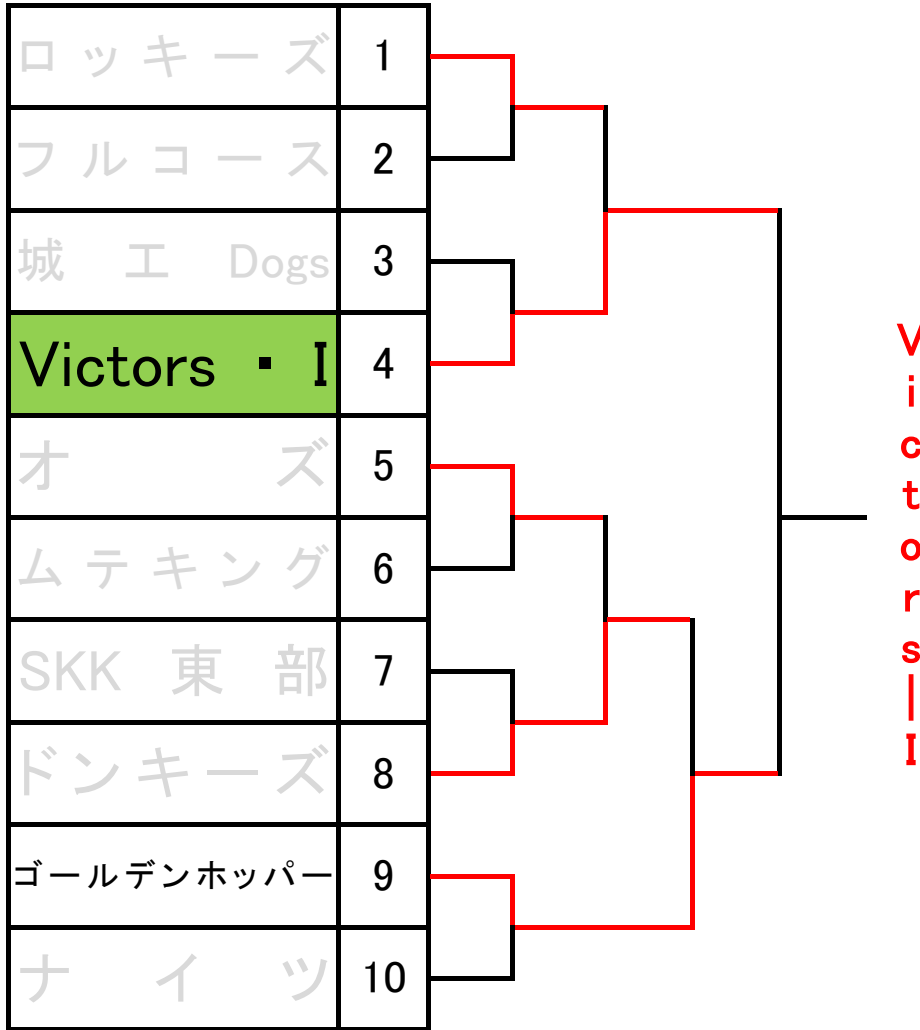 ロッキーズ 1
フルコース 2
城工Dogs 3
Victors・I 4
オズ 5
ムテキング 6
SKK東部 7
ドンキーズ 8
ゴールデンホッパー 9
ナイツ 10
Victors|I